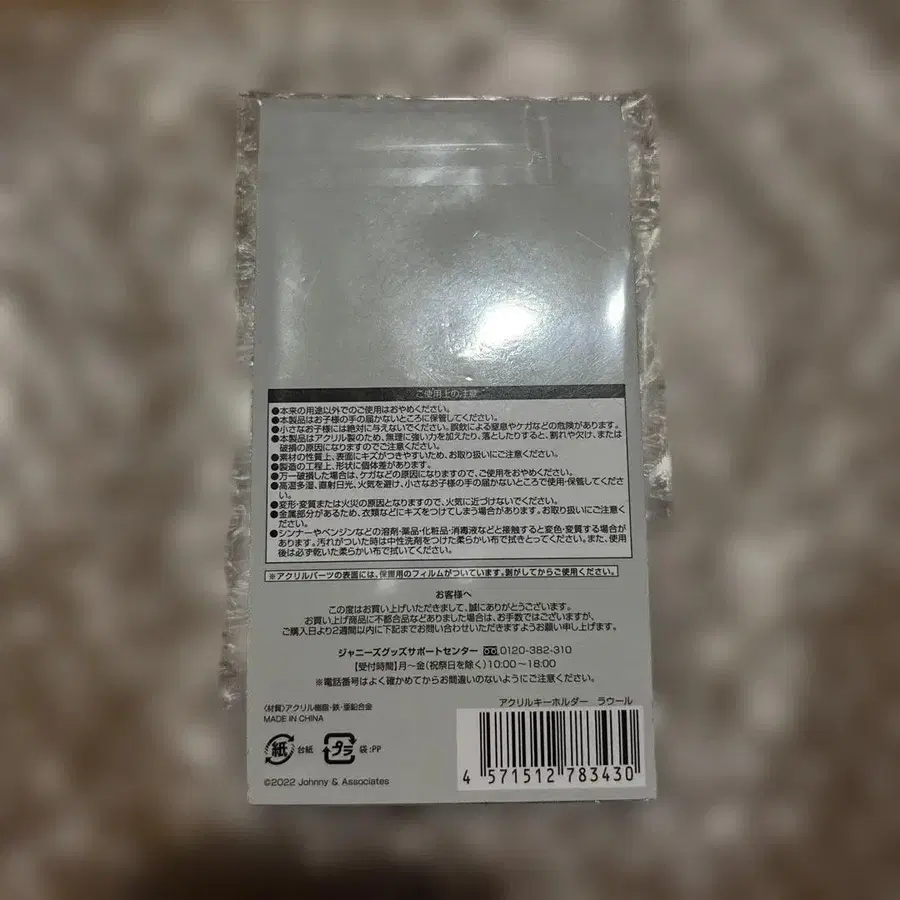 ご使用上の注意
●本来の用途以外でのご使用はおやめください。
●本製品はお子様の手の届かないところに保管してください。
●小さなお子様には絶対に与えないでください。誤飲による窒息やケガなどの危険があります。
●本製品はアクリル製のため、無理に強い力を加えたり、落としたりすると、割れや欠け、または
破損の原因になりますのでご注意ください。
●素材の性質上、表面にキズがつきやすいため、お取り扱いにご注意ください。
●製造の工程上、形状に個体差があります。
●万一破損した場合は、ケガなどの原因になりますので、ご使用をおやめください。
●高温多湿、直射日光、火気を避け、小さなお子様の手の届かないところで使用・保管してくださ
い。
●変形・変質または火災の原因となりますので、火気に近づけないでください。
●金属部分があるため、衣類などにキズをつけてしまう場合があります。お取り扱いにご注意く
ださい。
●シンナーやベンジンなどの溶剤・薬品・化粧品・消毒液などと接触すると変色・変質する場合が
あります。汚れがついた時は中性洗剤をつけた柔らかい布で拭きとってください。また、使用
後は必ず乾いた柔らかい布で拭いてください。
※アクリルパーツの表面には、保護用のフィルムがついています。剥がしてからご使用ください。
お客様へ
この度はお買い上げいただきまして、誠にありがとうございます。
お買い上げ商品に不都合品などありました場合は、お手数ではございますが、
ご購入日より2週間以内に下記までお問い合わせいただきますようお願い申し上げます。
ジャニーズグッズサポートセンター 0120-382-310
【受付時間】月〜金(祝祭日を除く)10:00〜18:00
※電話番号はよく確かめてからお間違いのないようにご注意ください。
アクリルキーホルダー ラウール
〈材質〉アクリル樹脂・鉄・亜鉛合金
MADE IN CHINA
紙 台紙 プラ 袋:PP
4 571512 783430
©2022 Johnny & Associates